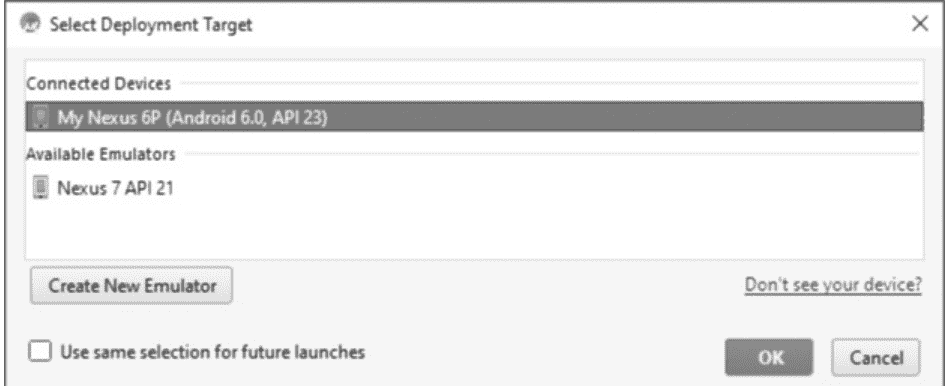 Select Deployment Target
Connected Devices
My Nexus 6P (Android 6.0, API 23)
Available Emulators
Nexus 7 API 21
Create New Emulator
Don't see your device?
Use same selection for future launches
OK
Cancel